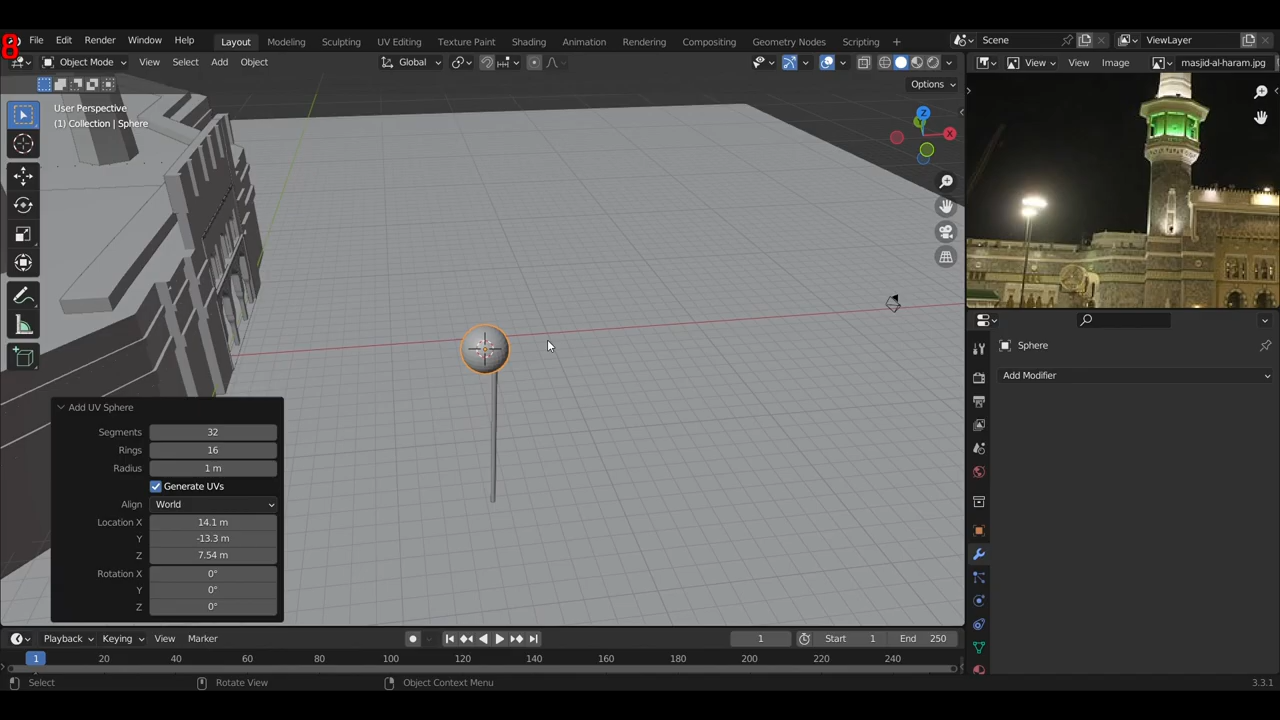 8
File Edit Render Window Help
Layout Modeling Sculpting UV Editing Texture Paint Shading Animation Rendering Compositing Geometry Nodes Scripting +
Scene
ViewLayer
Object Mode View Select Add Object
Global
View View Image masjid-al-haram.jpg
Options
User Perspective
(1) Collection | Sphere
Z
Y
X
Sphere
Add Modifier
Add UV Sphere
Segments 32
Rings 16
Radius 1 m
Generate UVs
Align World
Location X 14.1 m
Y -13.3 m
Z 7.54 m
Rotation X 0°
Y 0°
Z 0°
Playback Keying View Marker
1 Start 1 End 250
1 20 40 60 80 100 120 140 160 180 200 220 240
Select Rotate View Object Context Menu 3.3.1